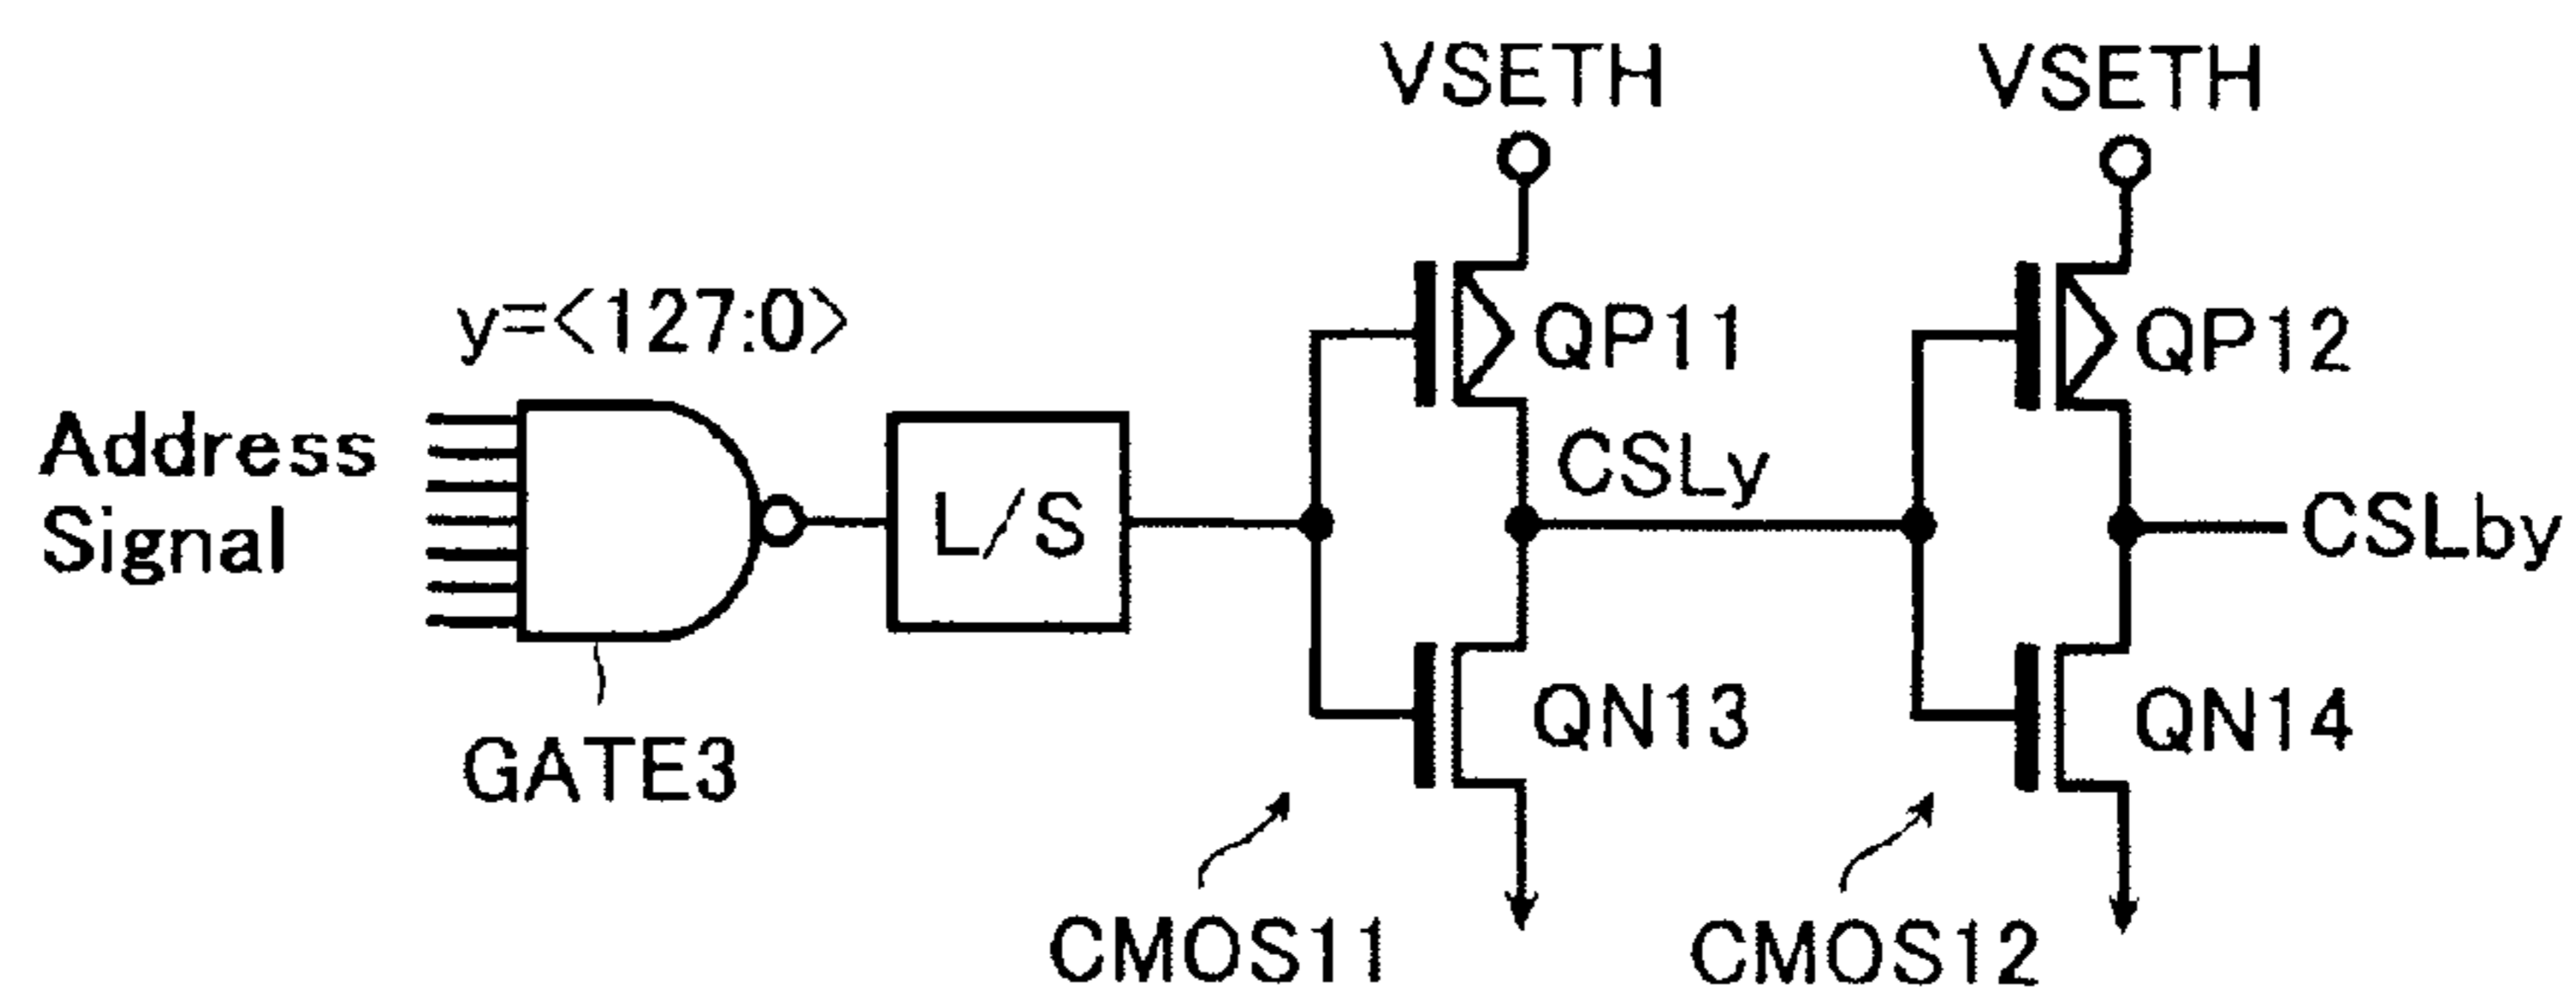 VSETH
VSETH
y=<127:0>
QP11
QP12
Address
Signal
L/S
CSLy
CSLby
GATE3
QN13
QN14
CMOS11
CMOS12